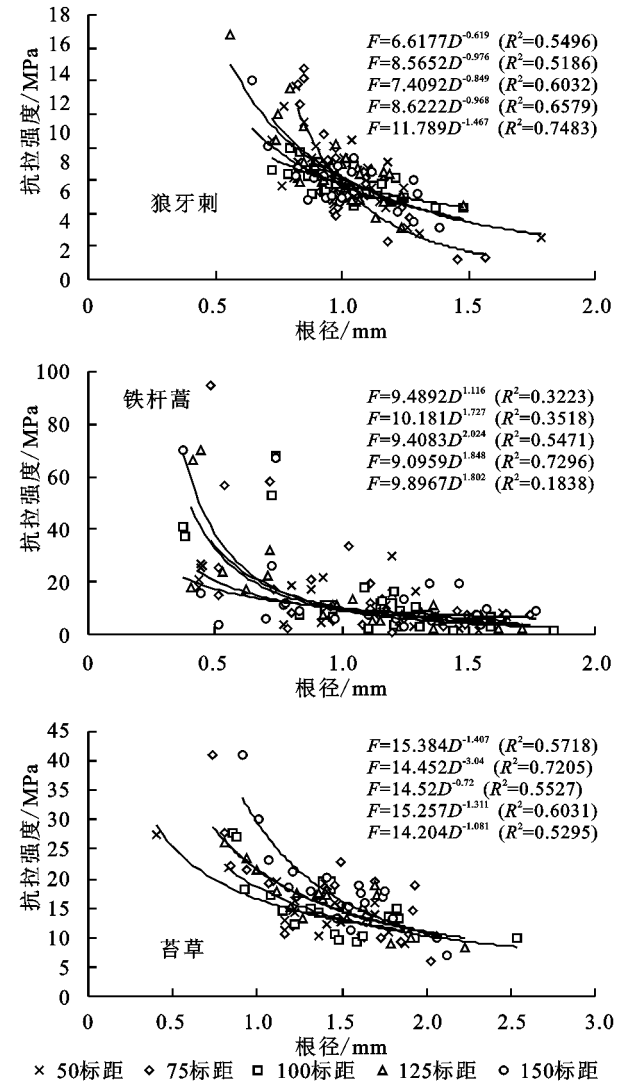 18
16
14
12
10
8
6
4
2
0
抗拉强度/MPa
狼牙刺
F=6.6177D^-0.619 (R²=0.5496)
F=8.5652D^-0.976 (R²=0.5186)
F=7.4092D^-0.849 (R²=0.6032)
F=8.6222D^-0.968 (R²=0.6579)
F=11.789D^-1.467 (R²=0.7483)
0 0.5 1.0 1.5 2.0
根径/mm
100
80
60
40
20
0
抗拉强度/MPa
铁杆蒿
F=9.4892D^1.116 (R²=0.3223)
F=10.181D^1.727 (R²=0.3518)
F=9.4083D^2.024 (R²=0.5471)
F=9.0959D^1.848 (R²=0.7296)
F=9.8967D^1.802 (R²=0.1838)
0 0.5 1.0 1.5 2.0
根径/mm
45
40
35
30
25
20
15
10
5
0
抗拉强度/MPa
苔草
F=15.384D^-1.407 (R²=0.5718)
F=14.452D^-3.04 (R²=0.7205)
F=14.52D^-0.72 (R²=0.5527)
F=15.257D^-1.311 (R²=0.6031)
F=14.204D^-1.081 (R²=0.5295)
0 0.5 1.0 1.5 2.0 2.5 3.0
根径/mm
× 50标距 ◇ 75标距 □ 100标距 △ 125标距 ○ 150标距